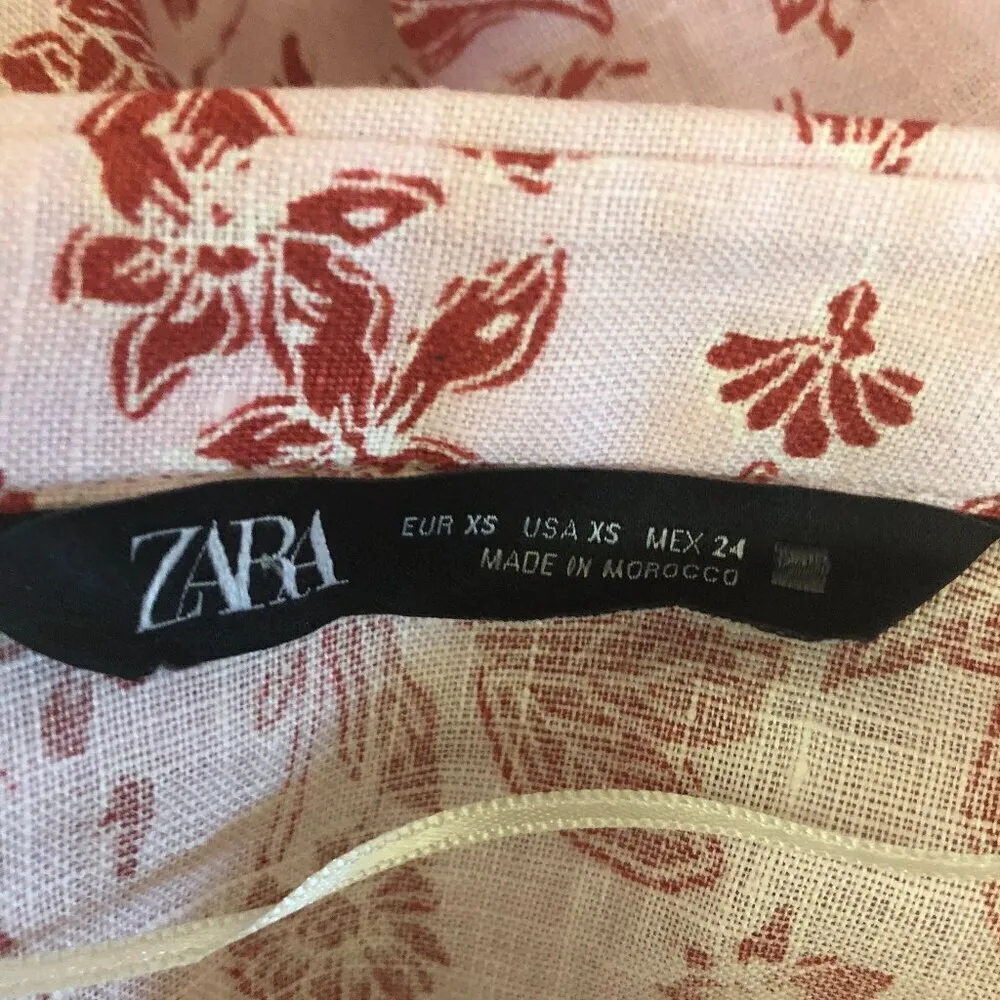 ZARA
EUR XS USA XS MEX 24
MADE IN MOROCCO